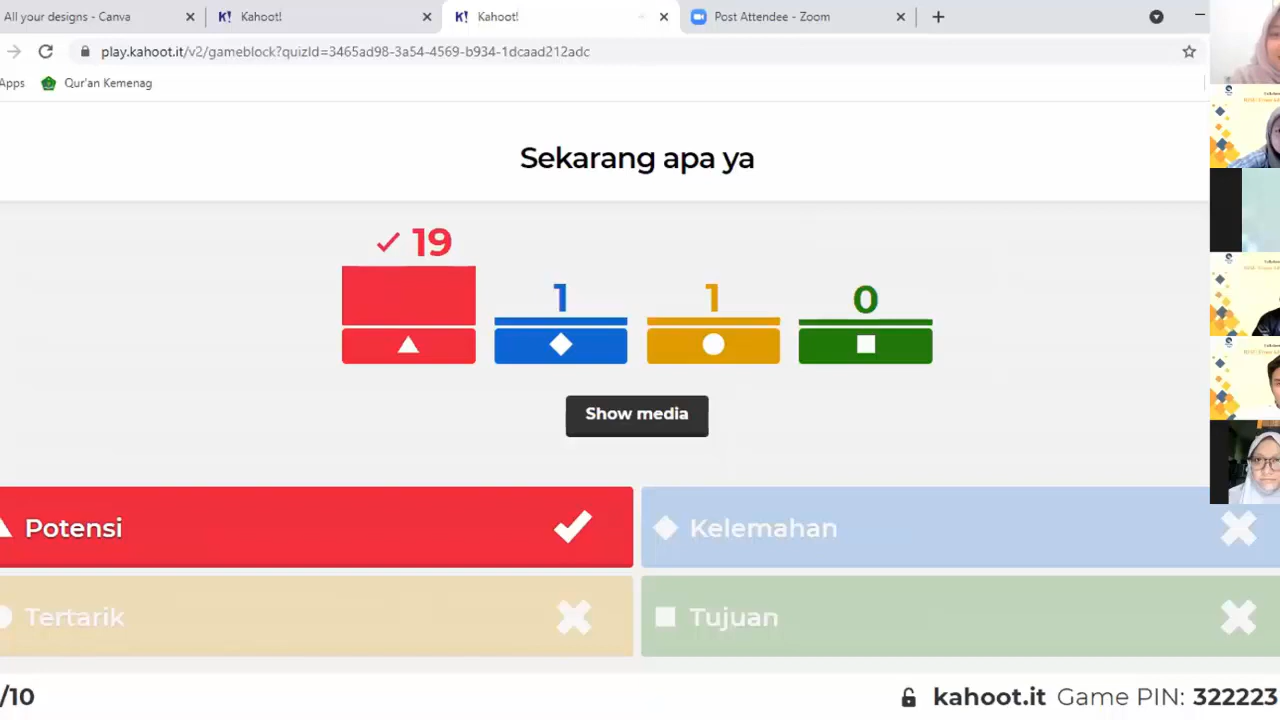 All your designs - Canva
Kahoot!
Kahoot!
Post Attendee - Zoom
play.kahoot.it/v2/gameblock?quizId=3465ad98-3a54-4569-b934-1dcaad212adc
Apps
Qur'an Kemenag
Sekarang apa ya
19
1
1
0
Show media
Potensi
Kelemahan
Tertarik
Tujuan
/10
kahoot.it Game PIN: 322223